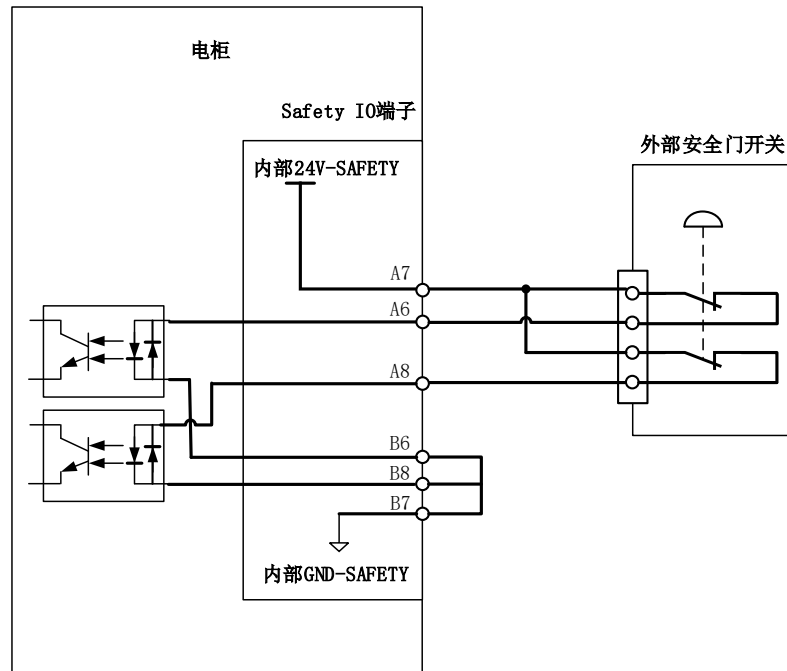 电柜
Safety IO端子
外部安全门开关
内部24V-SAFETY
A7
A6
A8
B6
B8
B7
内部GND-SAFETY